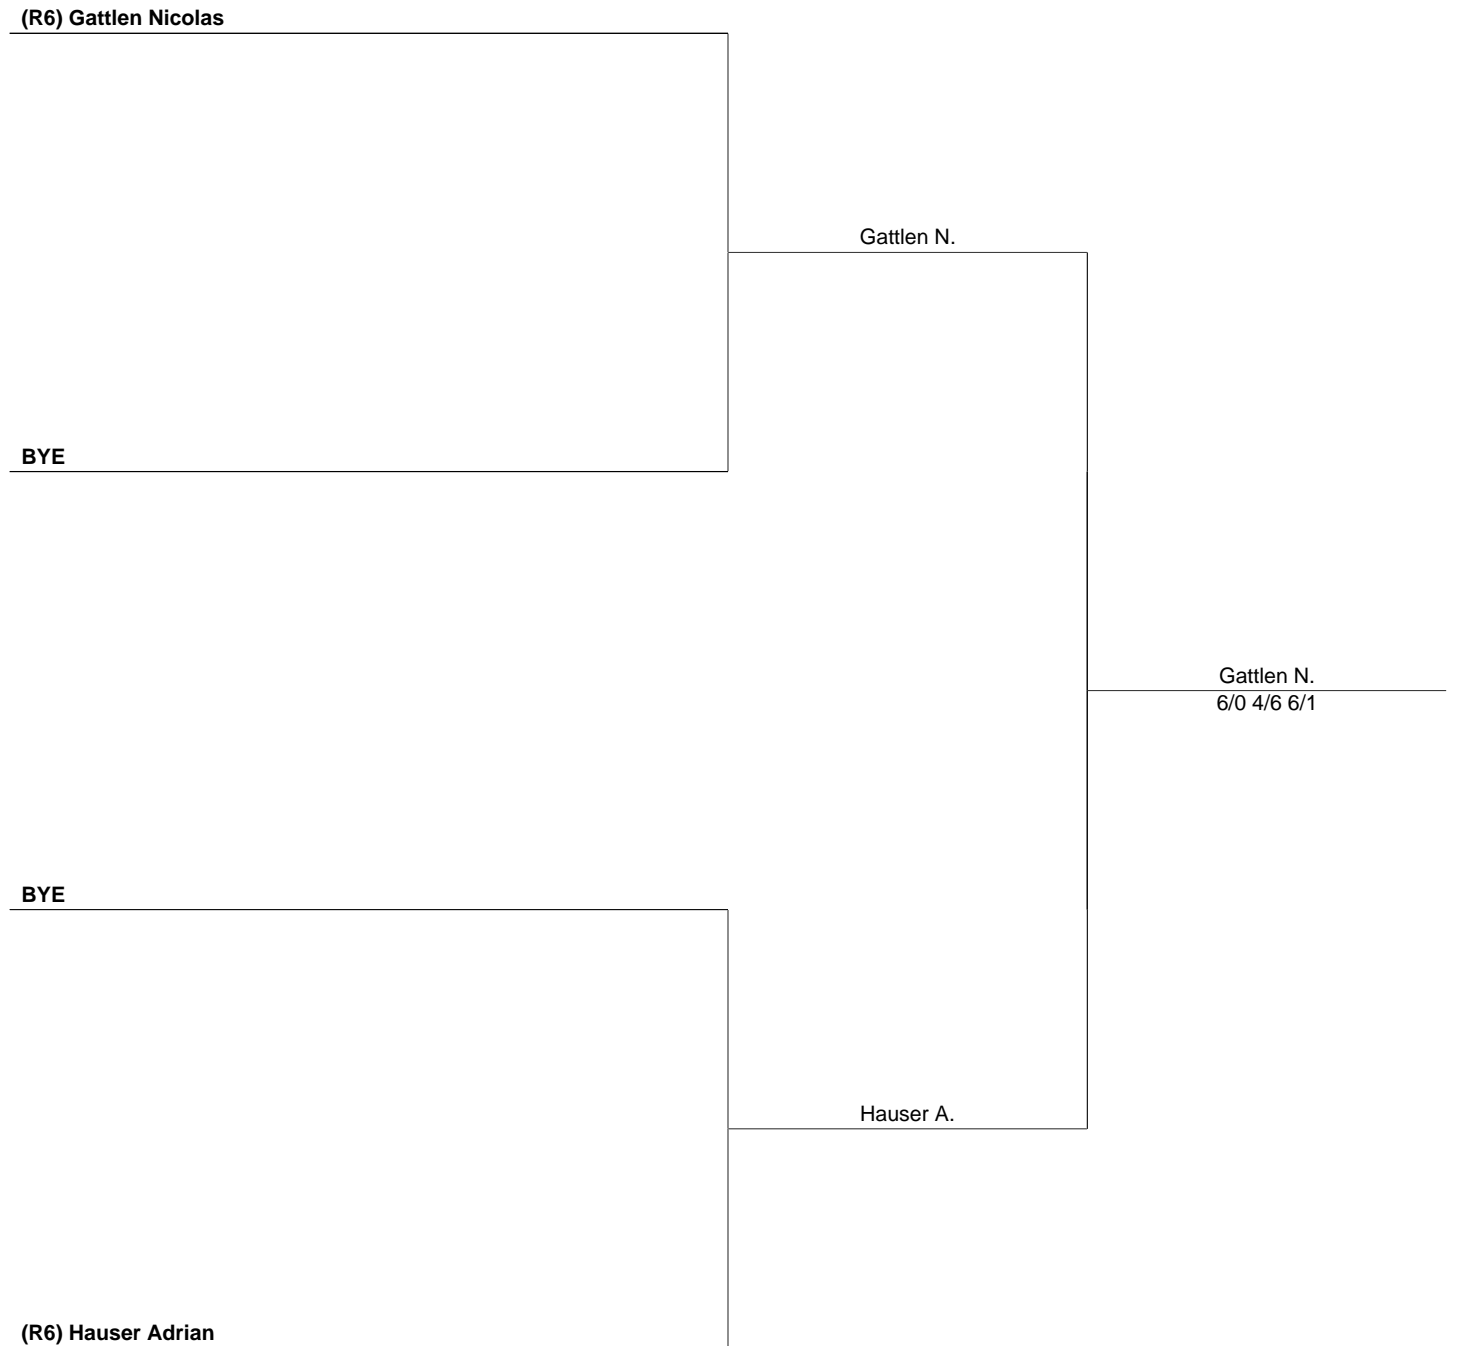 (R6) Gattlen Nicolas
Gattlen N.
BYE
Gattlen N.
6/0 4/6 6/1
BYE
Hauser A.
(R6) Hauser Adrian